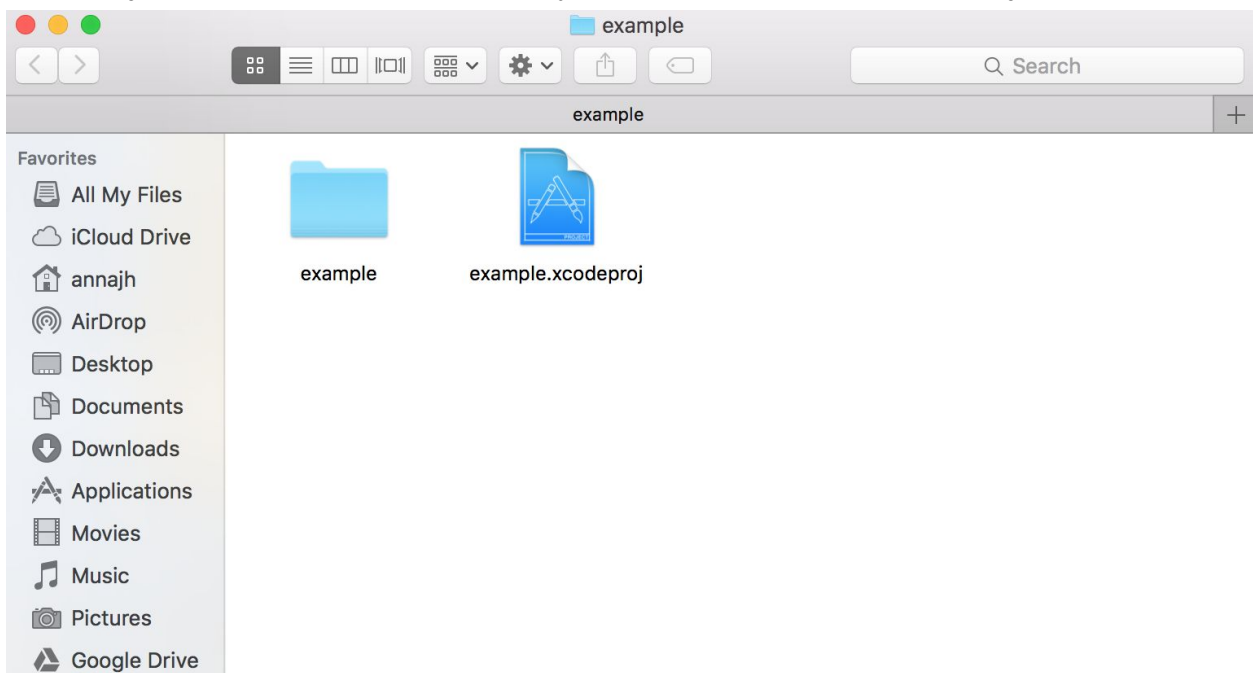 example
Search
example
Favorites
All My Files
iCloud Drive
annajh
AirDrop
Desktop
Documents
Downloads
Applications
Movies
Music
Pictures
Google Drive
example
example.xcodeproj
PROJECT